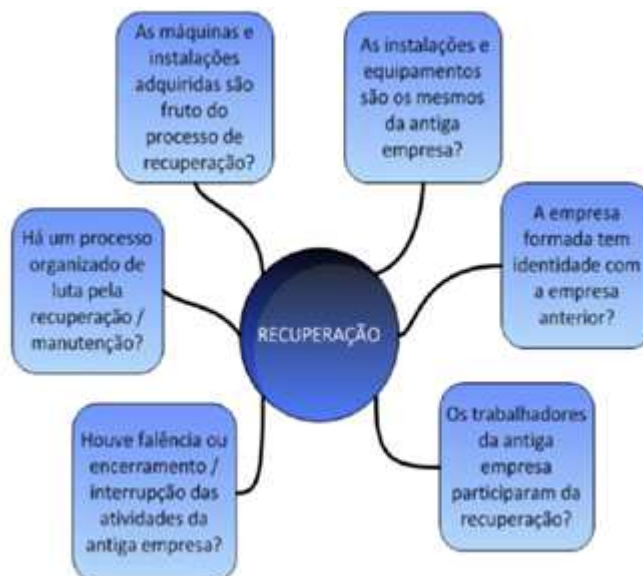 As máquinas e
instalações
adquiridas são
fruto do
processo de
recuperação?
As instalações e
equipamentos
são os mesmos
da antiga
empresa?
Há um processo
organizado de
luta pela
recuperação /
manutenção?
RECUPERAÇÃO
A empresa
formada tem
identidade com
a empresa
anterior?
Houve falência ou
encerramento /
interrupção das
atividades da
antiga empresa?
Os trabalhadores
da antiga
empresa
participaram da
recuperação?